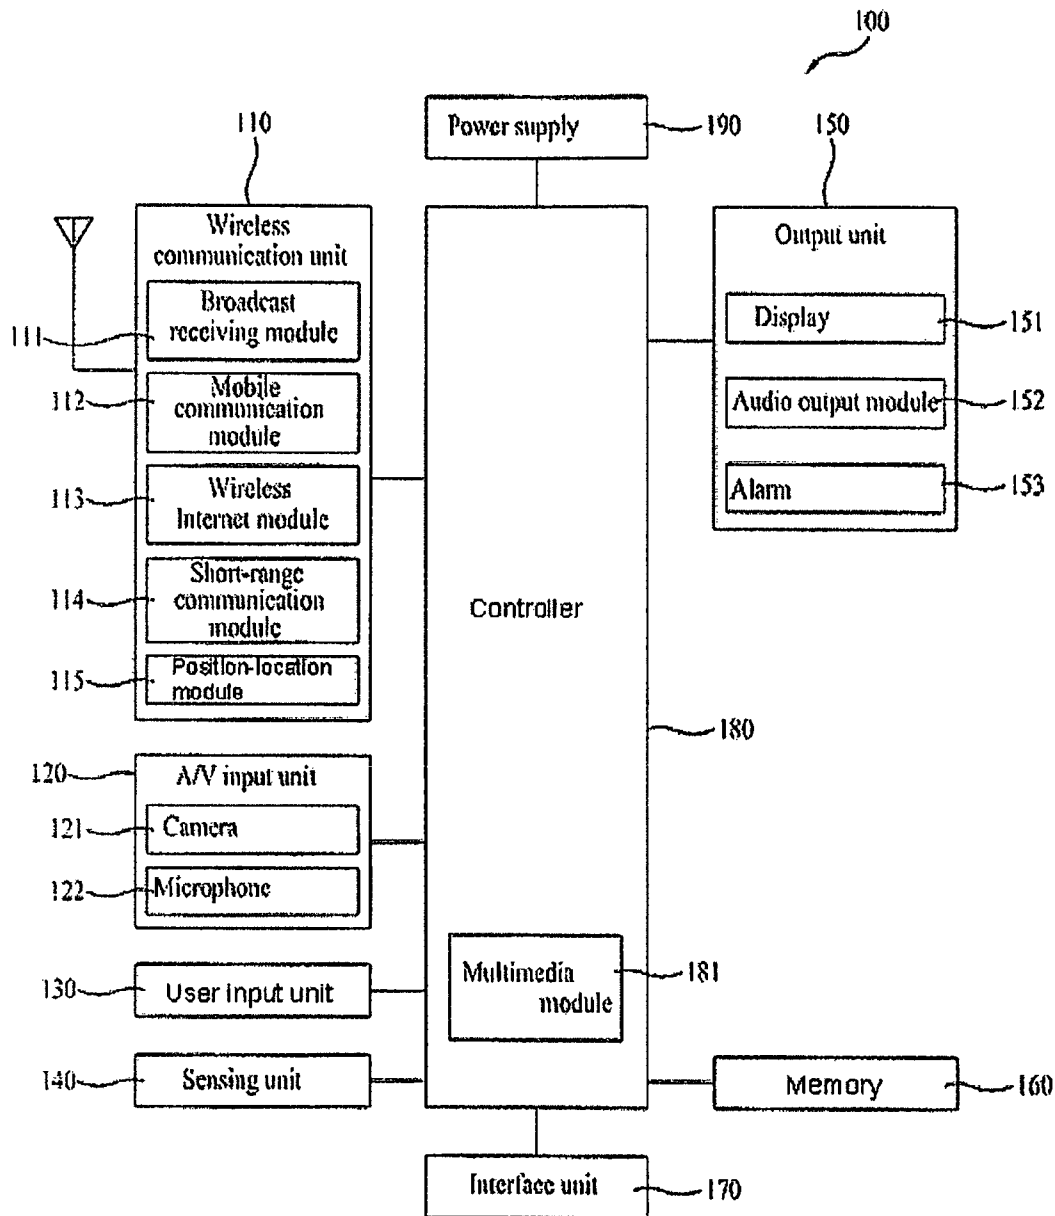 100
Power supply
190
110
Wireless
communication unit
Broadcast
receiving module
111
Mobile
communication
module
112
Wireless
Internet module
113
Short-range
communication
module
114
Position-location
module
115
120
A/V input unit
121
Camera
122
Microphone
130
User input unit
140
Sensing unit
Controller
180
Multimedia
module
181
150
Output unit
Display
151
Audio output module
152
Alarm
153
Memory
160
Interface unit
170